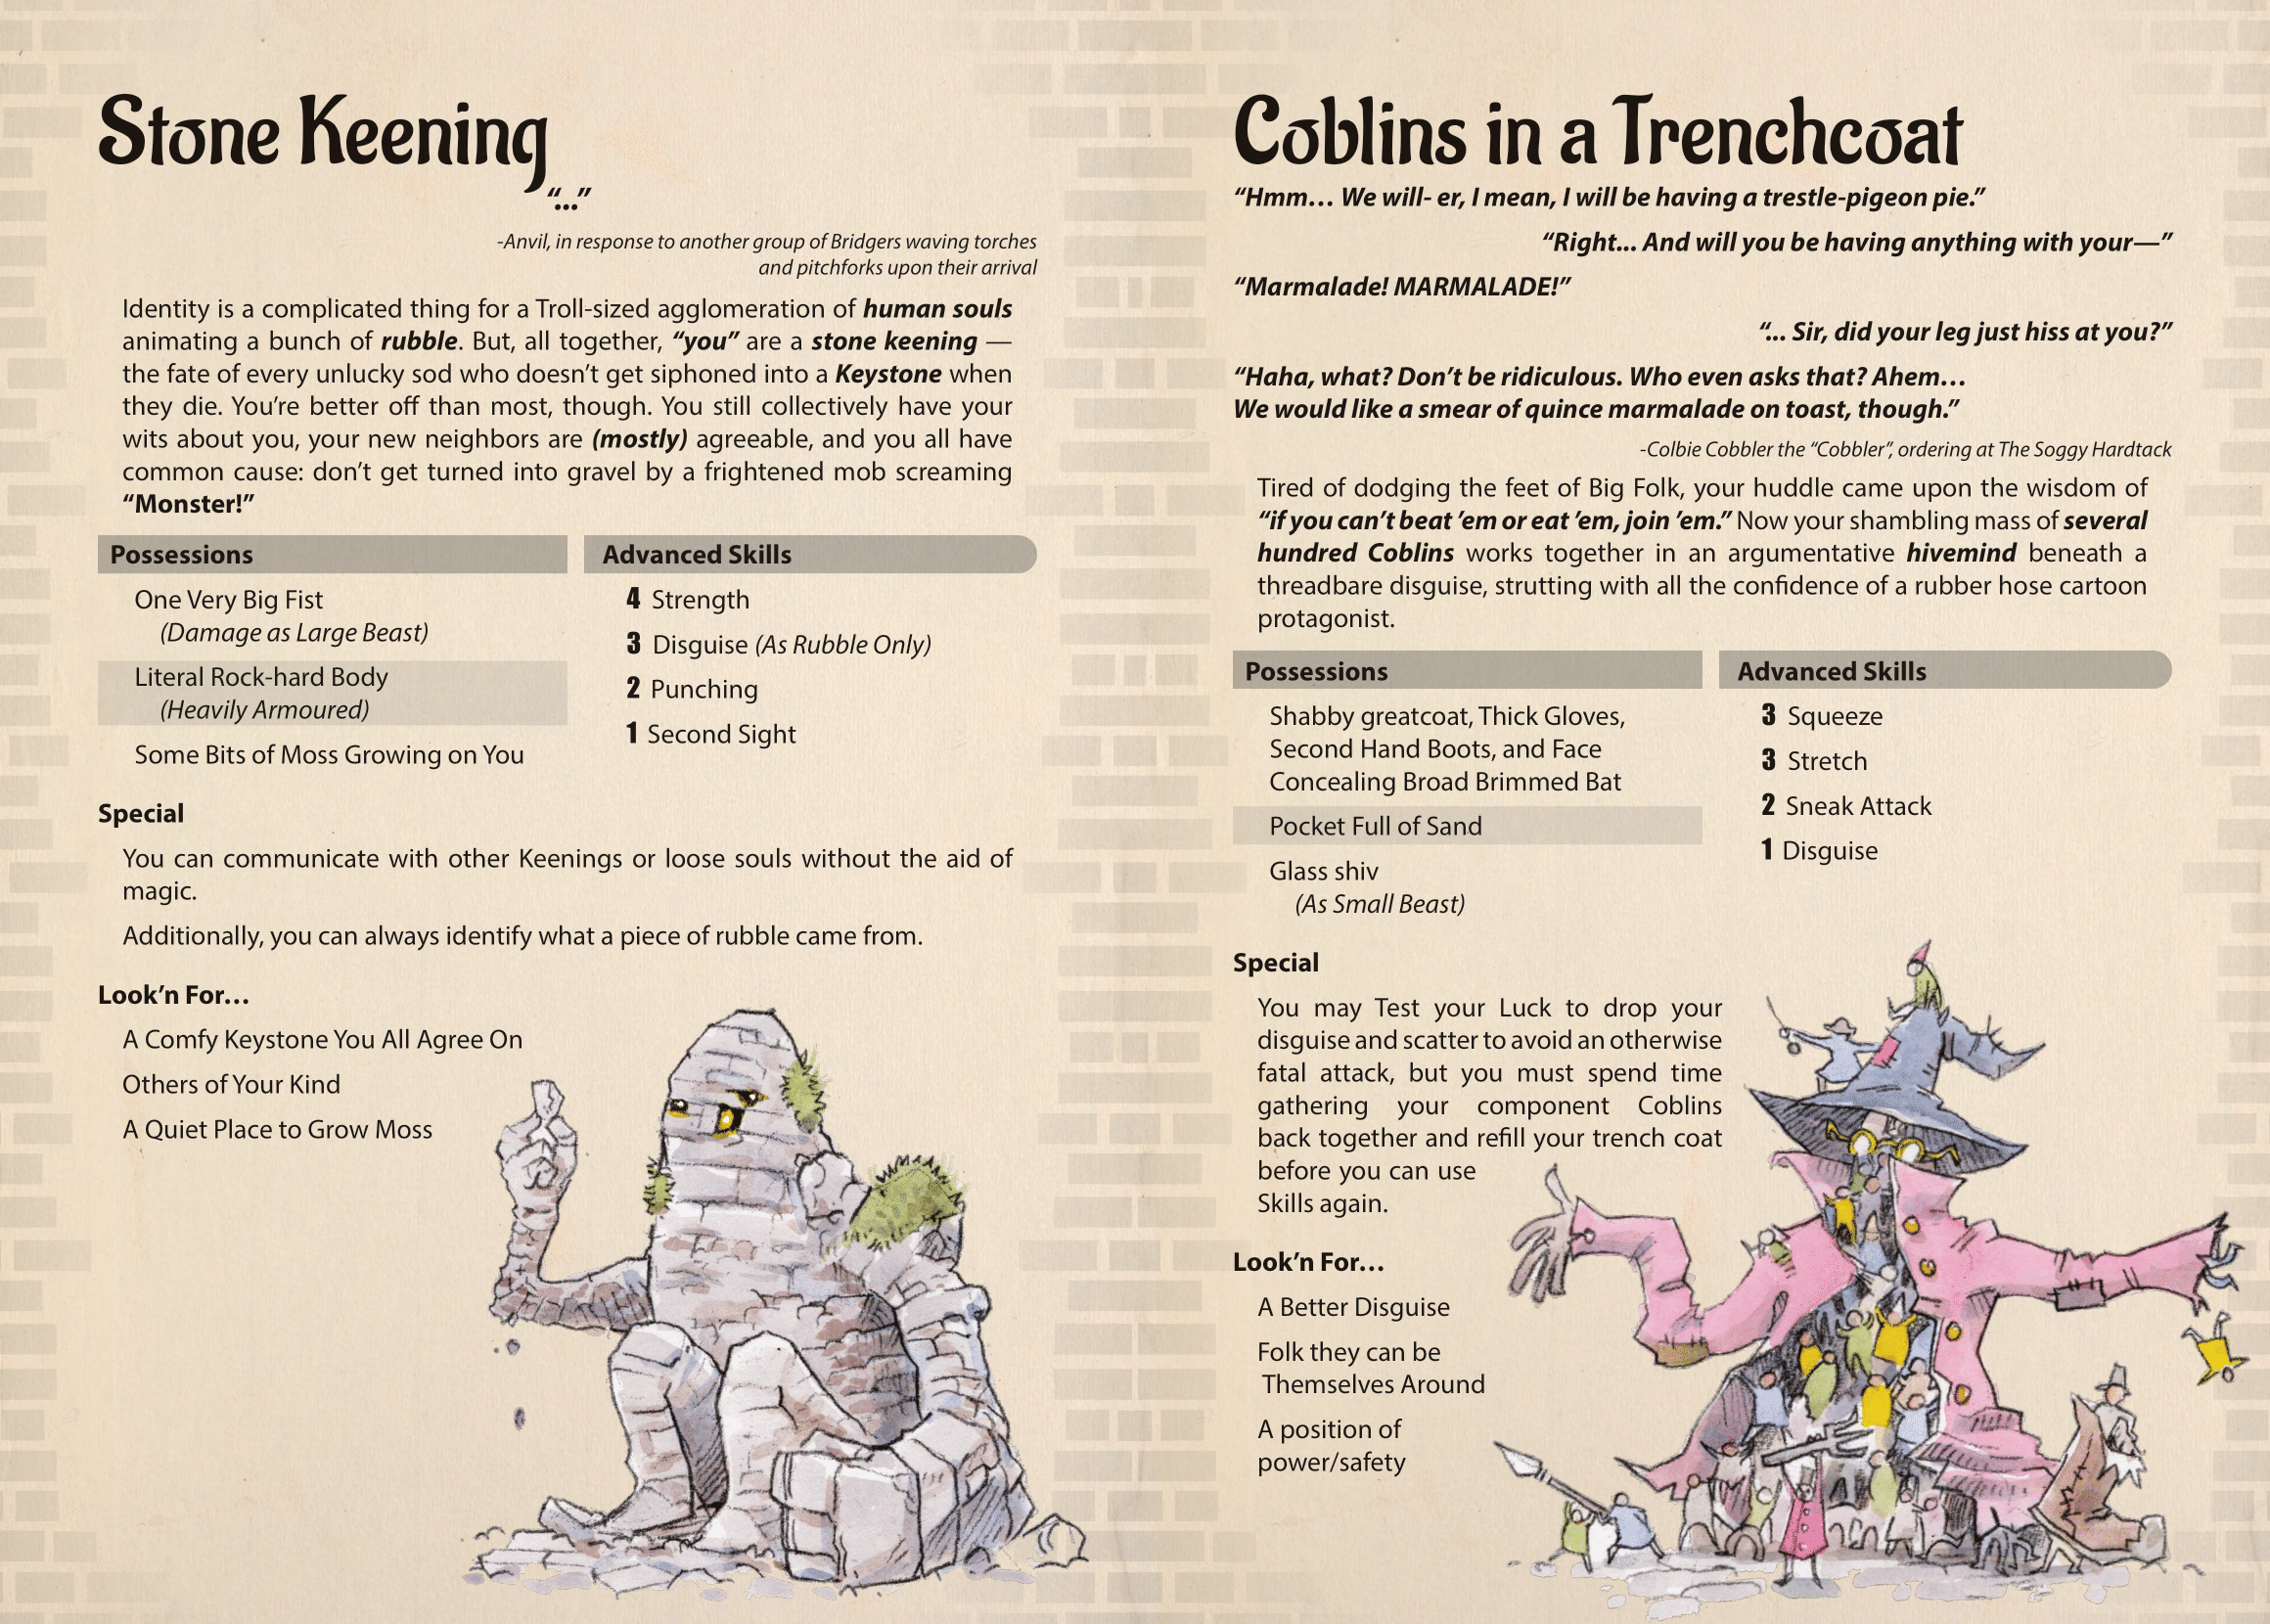 Stone Keening
“...”
-Anvil, in response to another group of Bridgers waving torches
and pitchforks upon their arrival
Identity is a complicated thing for a Troll-sized agglomeration of human souls
animating a bunch of rubble. But, all together, “you” are a stone keening —
the fate of every unlucky sod who doesn’t get siphoned into a Keystone when
they die. You’re better off than most, though. You still collectively have your
wits about you, your new neighbors are (mostly) agreeable, and you all have
common cause: don’t get turned into gravel by a frightened mob screaming
“Monster!”
Possessions
One Very Big Fist
(Damage as Large Beast)
Literal Rock-hard Body
(Heavily Armoured)
Some Bits of Moss Growing on You
Advanced Skills
4 Strength
3 Disguise (As Rubble Only)
2 Punching
1 Second Sight
Special
You can communicate with other Keenings or loose souls without the aid of
magic.
Additionally, you can always identify what a piece of rubble came from.
Look’n For…
A Comfy Keystone You All Agree On
Others of Your Kind
A Quiet Place to Grow Moss
Coblins in a Trenchcoat
“Hmm… We will- er, I mean, I will be having a trestle-pigeon pie.”
“Right... And will you be having anything with your—”
“Marmalade! MARMALADE!”
“... Sir, did your leg just hiss at you?”
“Haha, what? Don’t be ridiculous. Who even asks that? Ahem…
We would like a smear of quince marmalade on toast, though.”
-Colbie Cobbler the “Cobbler”, ordering at The Soggy Hardtack
Tired of dodging the feet of Big Folk, your huddle came upon the wisdom of
“if you can’t beat ’em or eat ’em, join ’em.” Now your shambling mass of several
hundred Coblins works together in an argumentative hivemind beneath a
threadbare disguise, strutting with all the confidence of a rubber hose cartoon
protagonist.
Possessions
Shabby greatcoat, Thick Gloves,
Second Hand Boots, and Face
Concealing Broad Brimmed Bat
Pocket Full of Sand
Glass shiv
(As Small Beast)
Advanced Skills
3 Squeeze
3 Stretch
2 Sneak Attack
1 Disguise
Special
You may Test your Luck to drop your
disguise and scatter to avoid an otherwise
fatal attack, but you must spend time
gathering your component Coblins
back together and refill your trench coat
before you can use
Skills again.
Look’n For…
A Better Disguise
Folk they can be
Themselves Around
A position of
power/safety